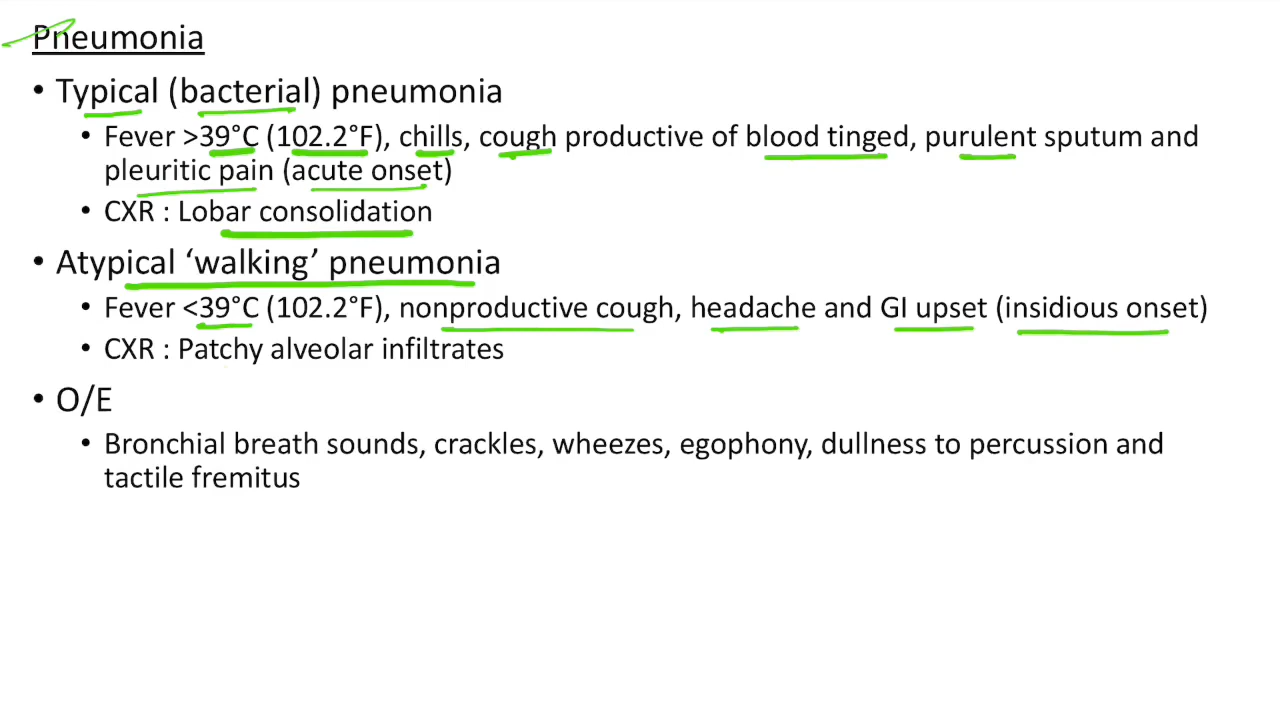 Pneumonia
• Typical (bacterial) pneumonia
• Fever >39°C (102.2°F), chills, cough productive of blood tinged, purulent sputum and
pleuritic pain (acute onset)
• CXR : Lobar consolidation
• Atypical ‘walking’ pneumonia
• Fever <39°C (102.2°F), nonproductive cough, headache and GI upset (insidious onset)
• CXR : Patchy alveolar infiltrates
• O/E
• Bronchial breath sounds, crackles, wheezes, egophony, dullness to percussion and
tactile fremitus